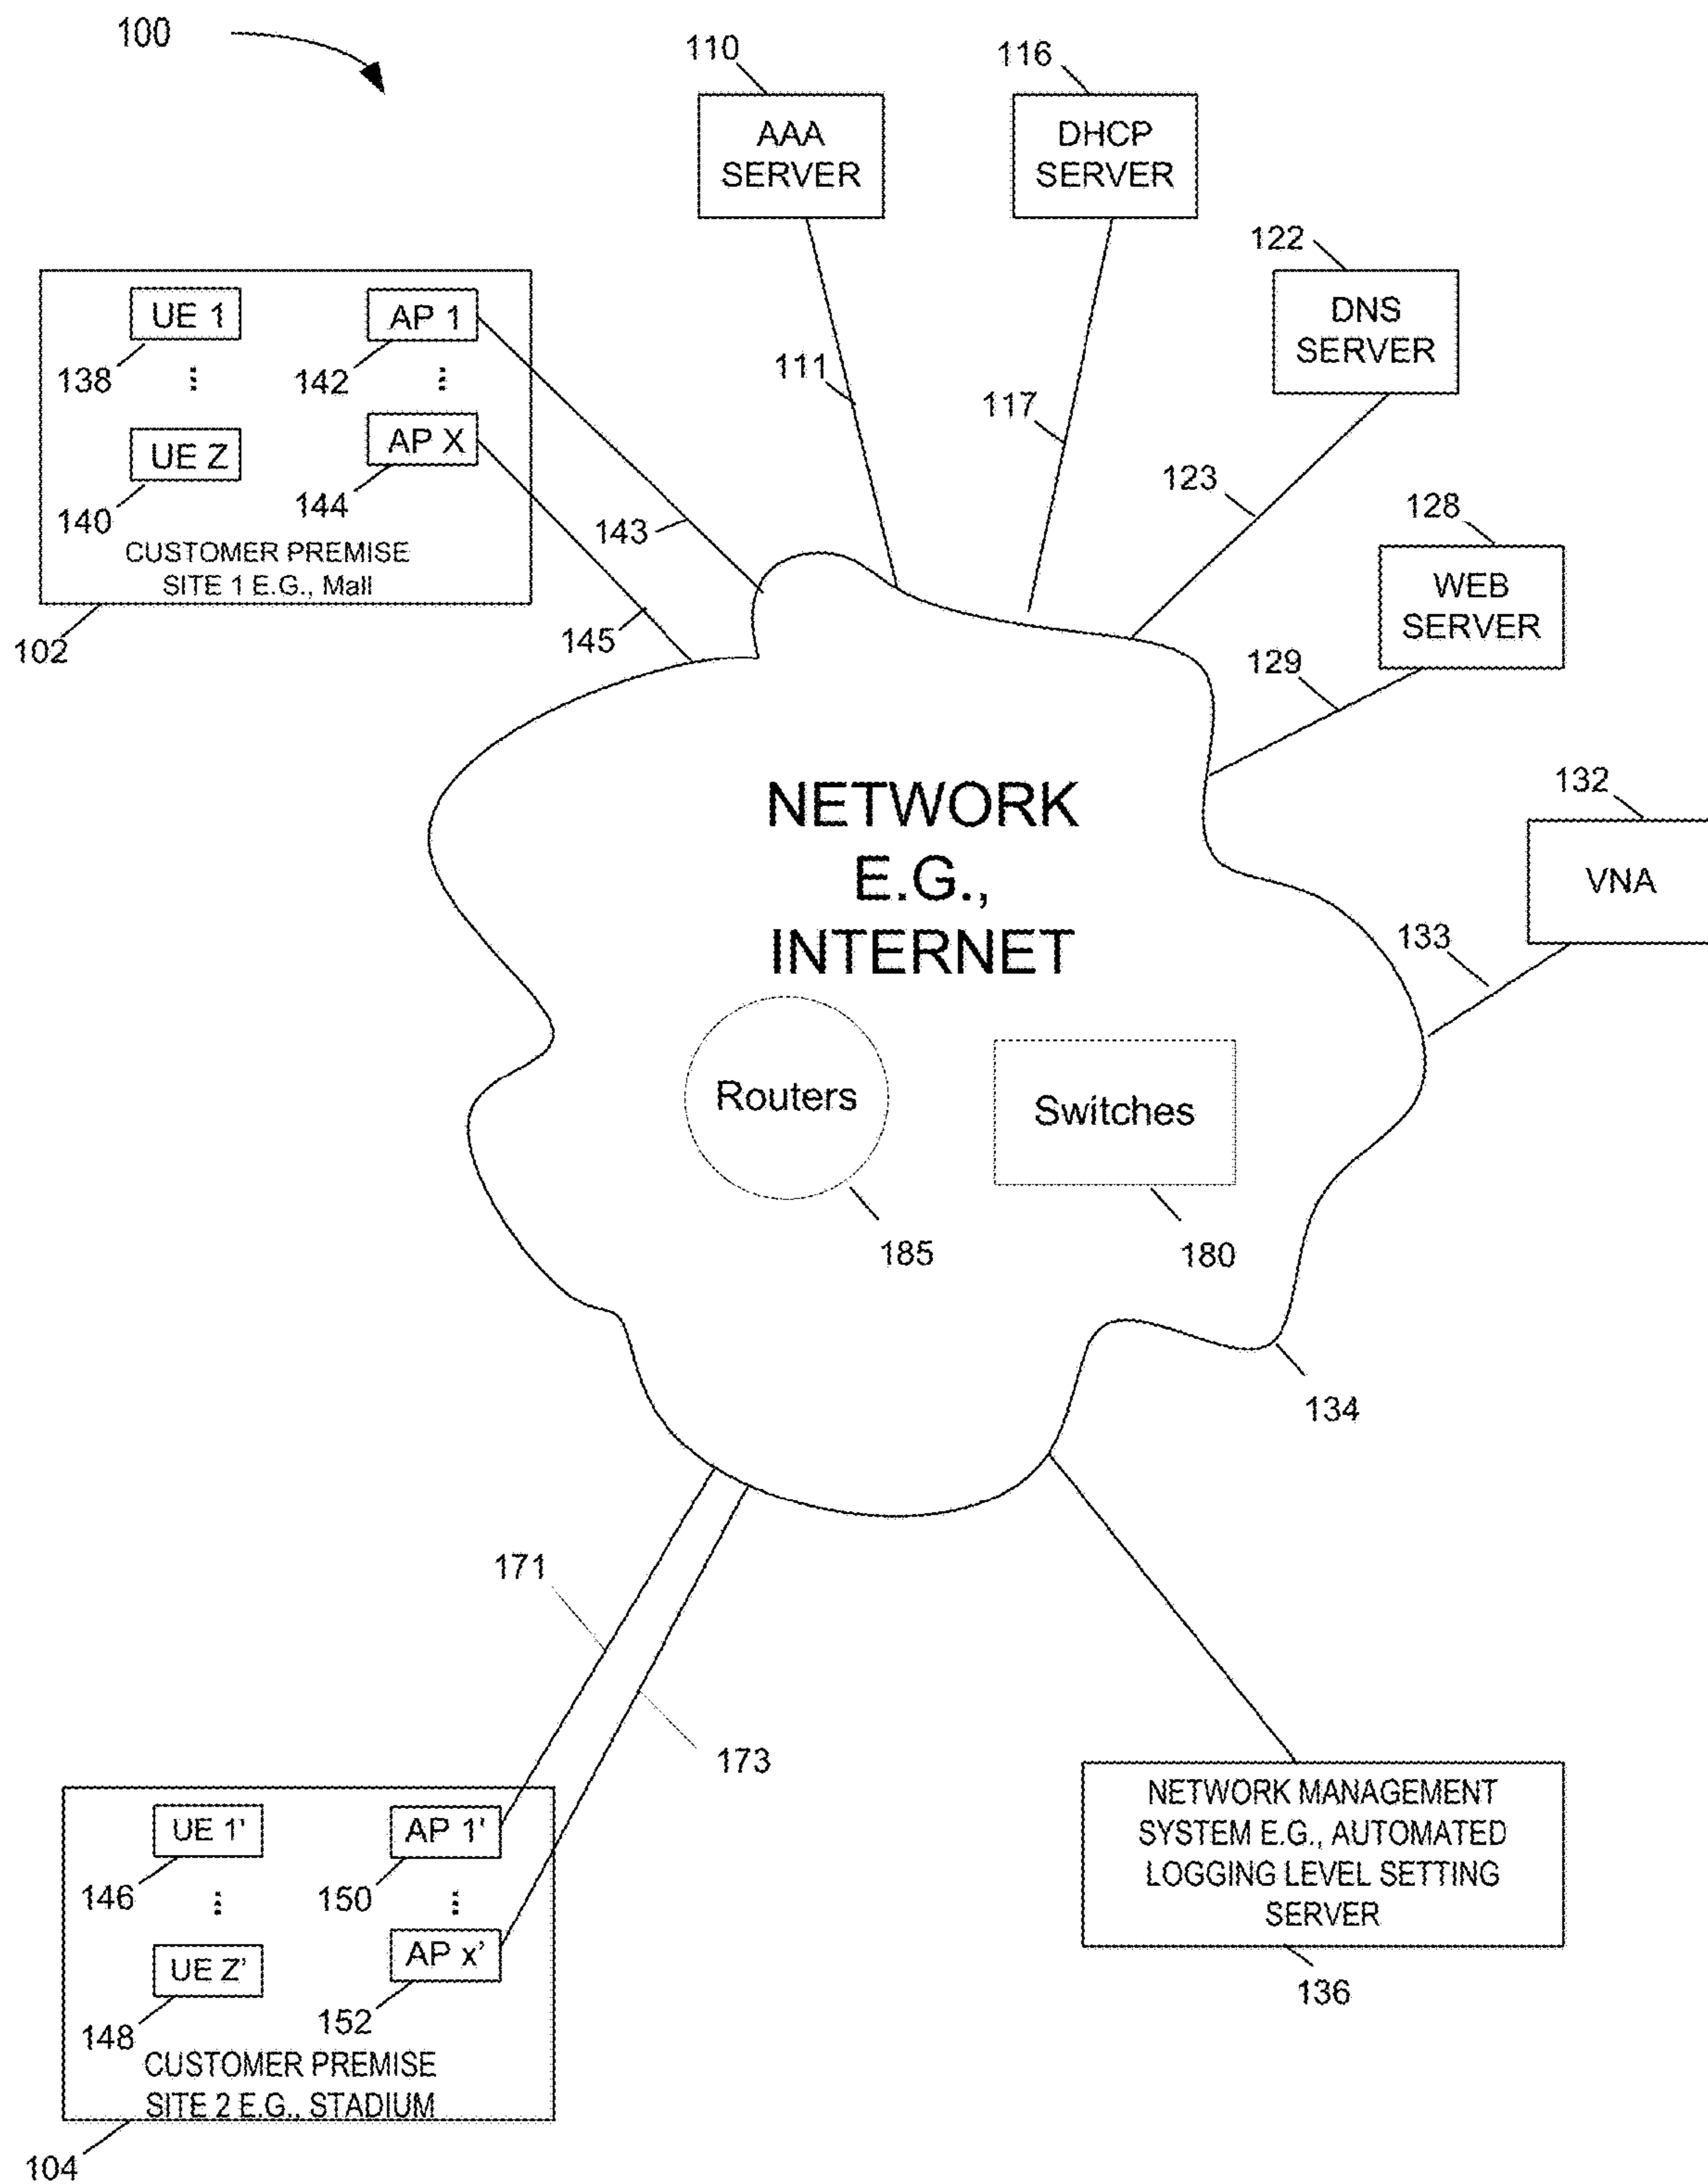 100
110
116
AAA
SERVER
DHCP
SERVER
122
DNS
SERVER
UE 1
AP 1
138
142
...
...
UE Z
AP X
140
144
CUSTOMER PREMISE
SITE 1 E.G., Mall
102
111
117
123
143
145
128
WEB
SERVER
129
132
VNA
133
NETWORK
E.G.,
INTERNET
Routers
Switches
185
180
134
171
173
UE 1'
AP 1'
146
150
...
...
UE Z'
AP x'
148
152
CUSTOMER PREMISE
SITE 2 E.G., STADIUM
104
NETWORK MANAGEMENT
SYSTEM E.G., AUTOMATED
LOGGING LEVEL SETTING
SERVER
136